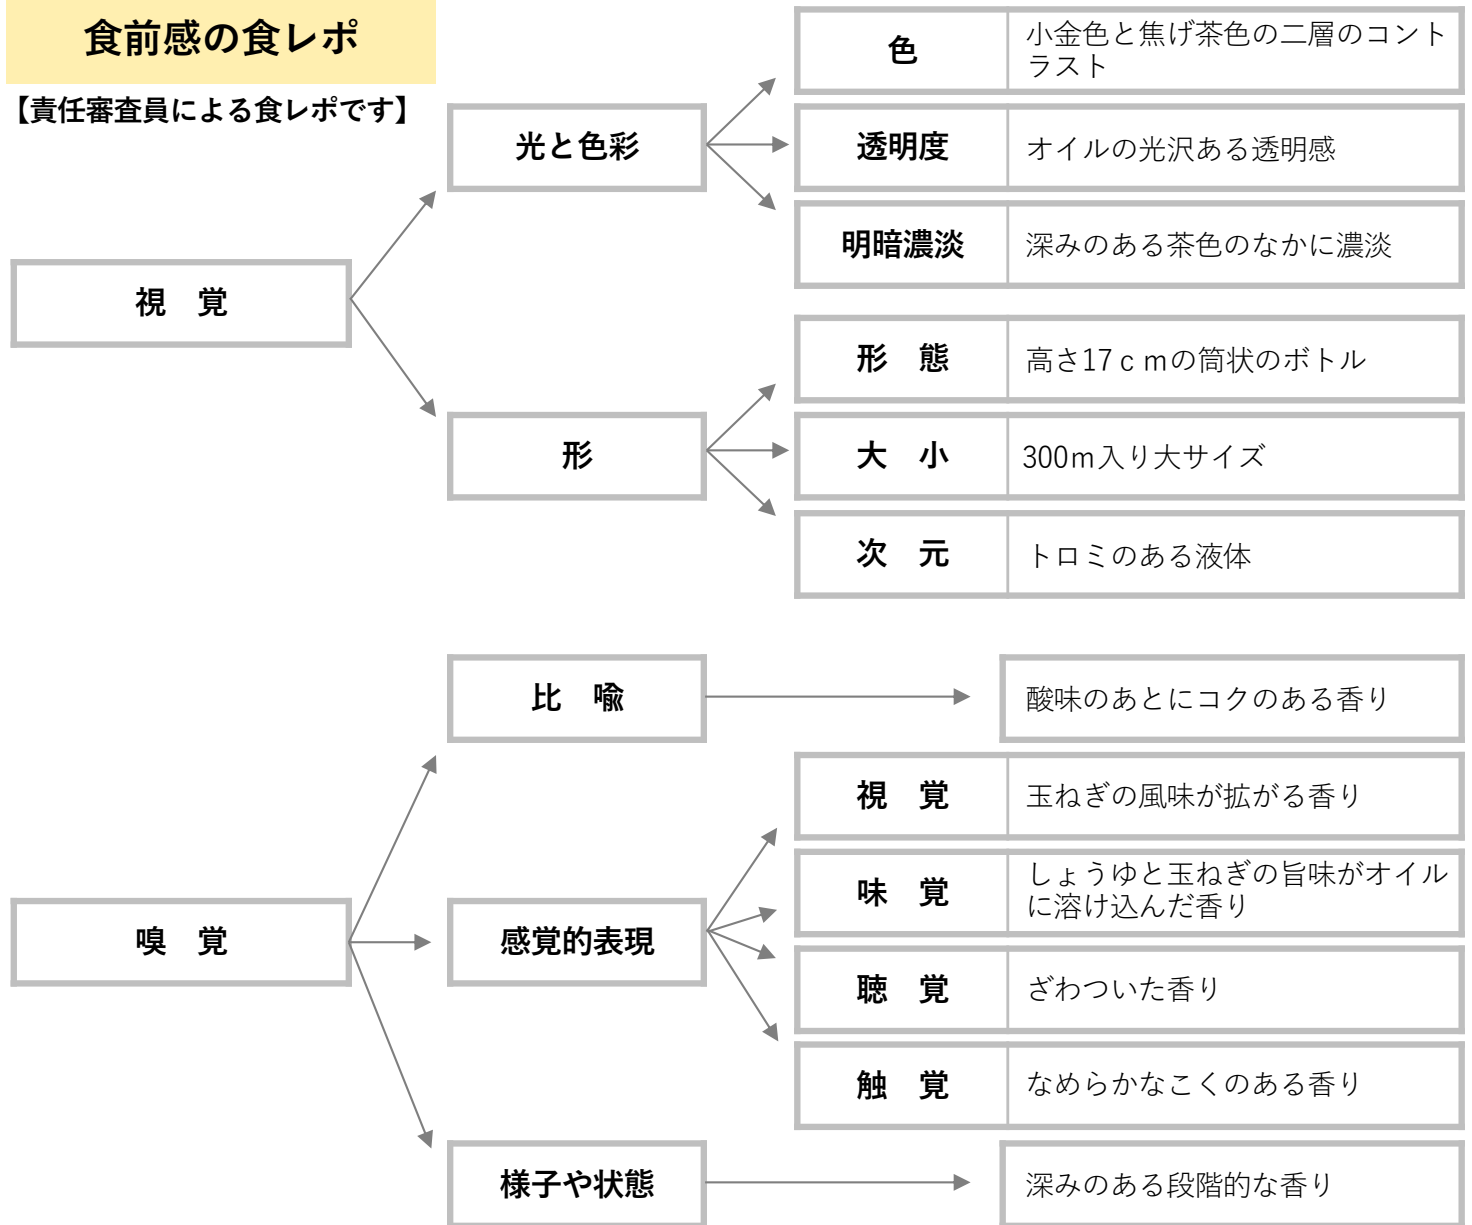 食前感の食レポ
【責任審査員による食レポです】
視　覚
光と色彩
色
小金色と焦げ茶色の二層のコント
ラスト
透明度
オイルの光沢ある透明感
明暗濃淡
深みのある茶色のなかに濃淡
形
形　態
高さ17ｃｍの筒状のボトル
大　小
300ｍ入り大サイズ
次　元
トロミのある液体
嗅　覚
比　喩
酸味のあとにコクのある香り
感覚的表現
視　覚
玉ねぎの風味が拡がる香り
味　覚
しょうゆと玉ねぎの旨味がオイル
に溶け込んだ香り
聴　覚
ざわついた香り
触　覚
なめらかなこくのある香り
様子や状態
深みのある段階的な香り